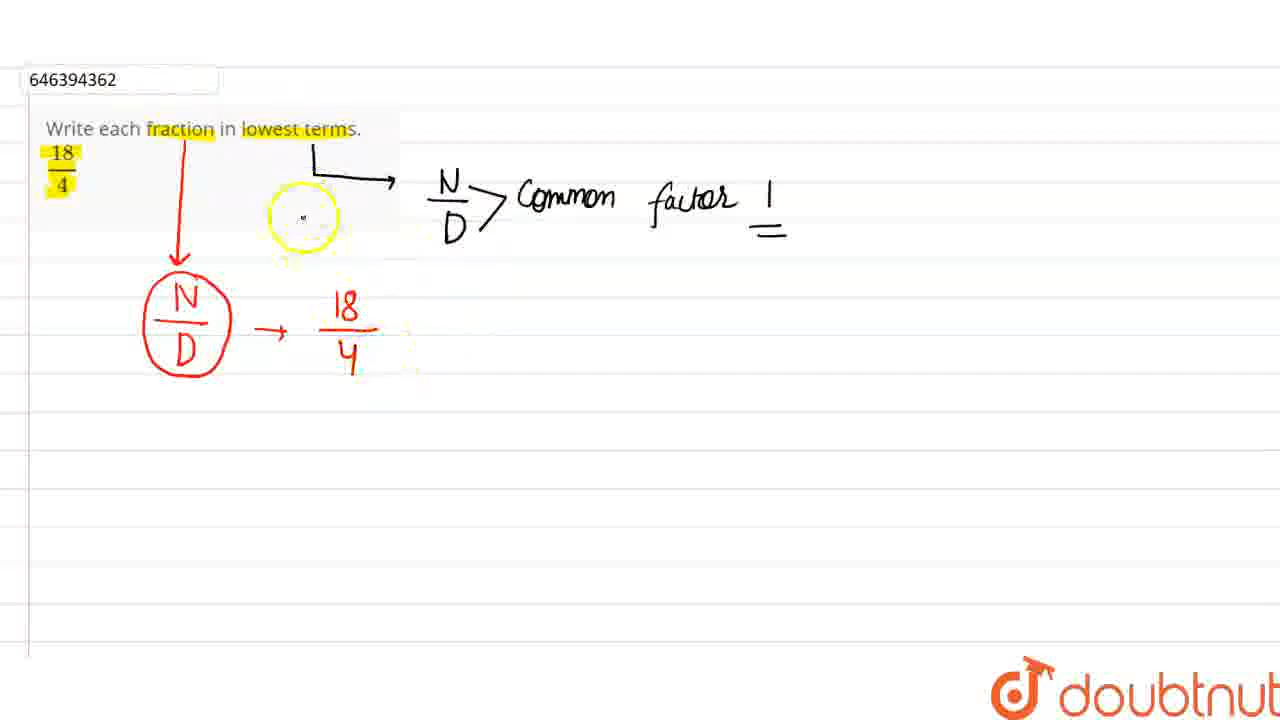 646394362
Write each fraction in lowest terms.
18
4
N
D
Common factor 1
N
D
→
18
4
doubtnut